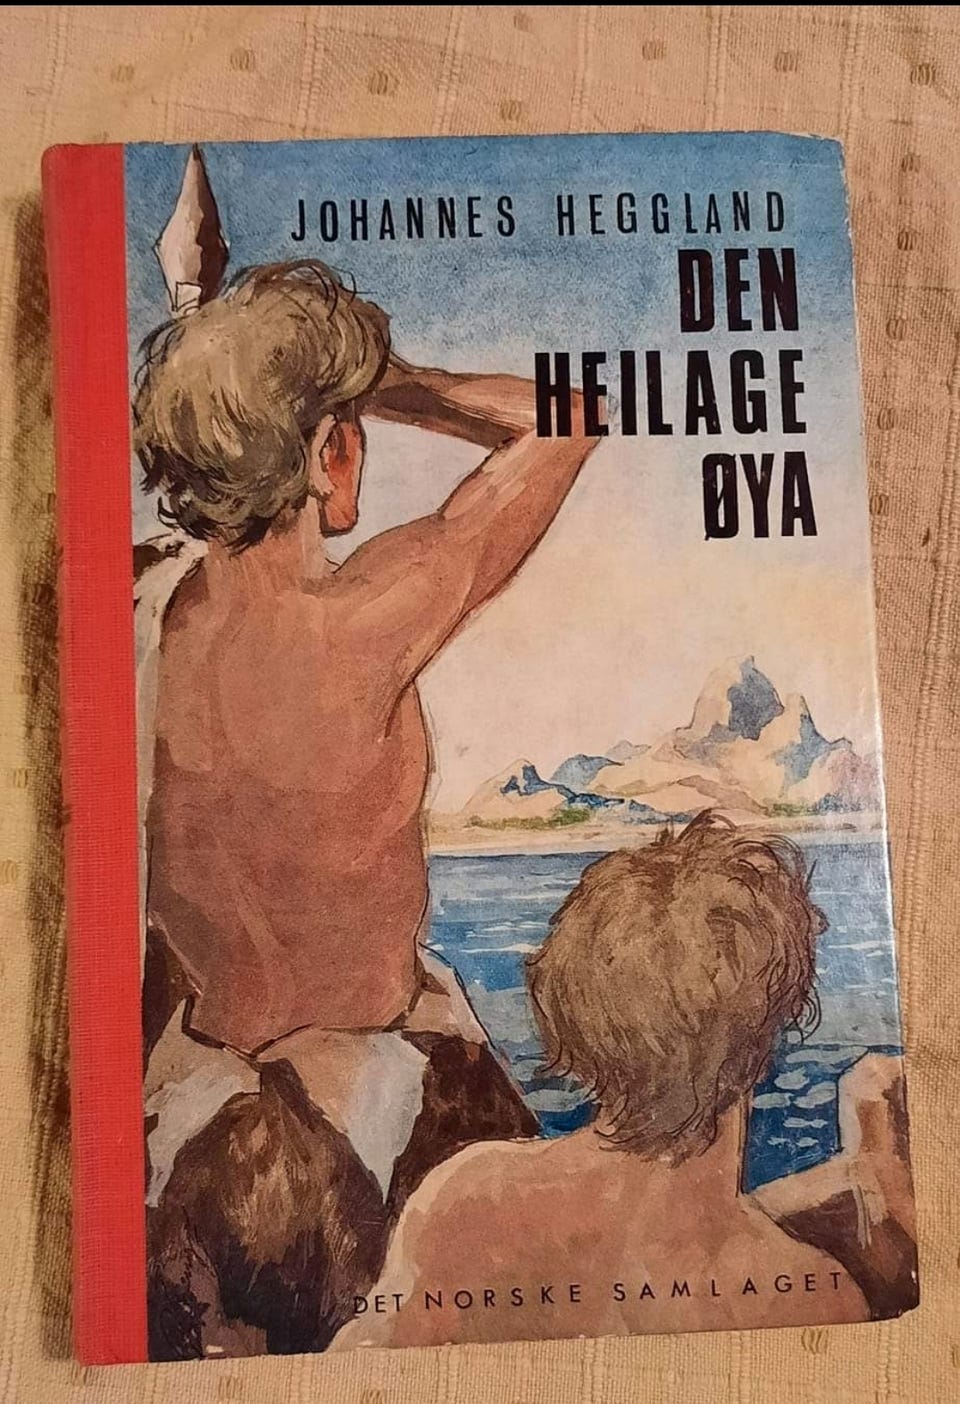 JOHANNES HEGGLAND
DEN
HEILAGE
ØYA
DET NORSKE SAMLAGET